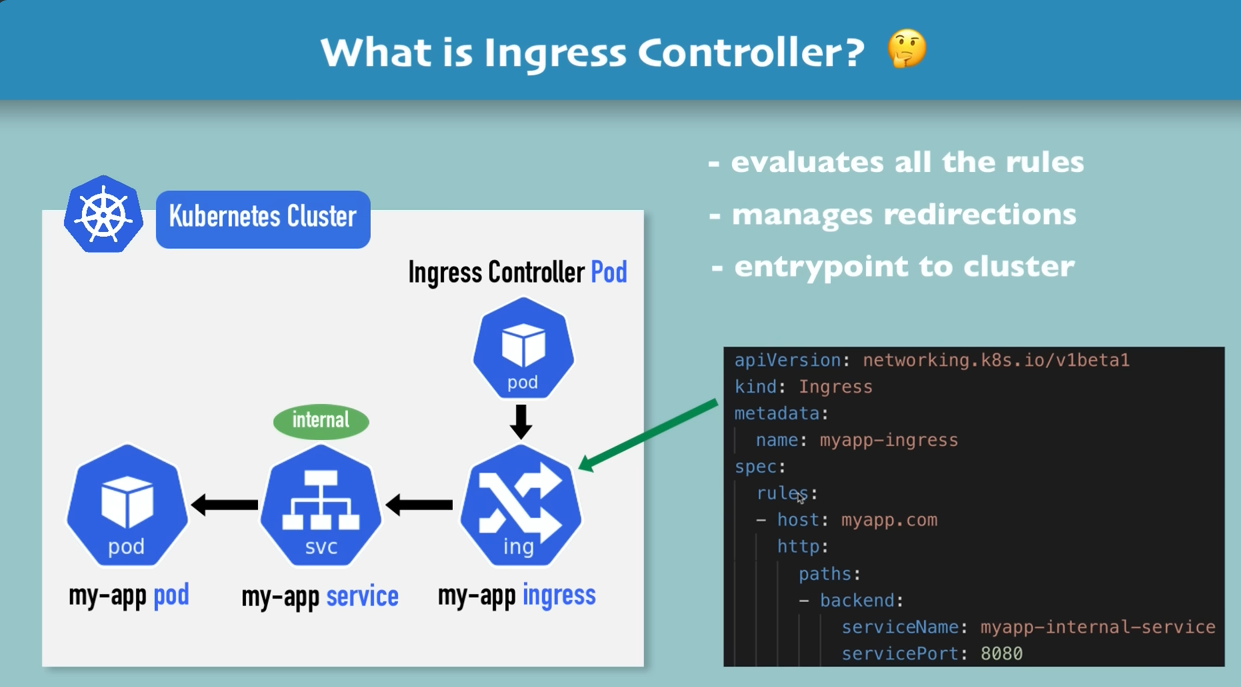 What is Ingress Controller? 🤔
- evaluates all the rules
- manages redirections
- entrypoint to cluster
Kubernetes Cluster
Ingress Controller Pod
pod
internal
pod
svc
ing
my-app pod
my-app service
my-app ingress
apiVersion: networking.k8s.io/v1beta1
kind: Ingress
metadata:
  name: myapp-ingress
spec:
  rules:
  - host: myapp.com
    http:
      paths:
      - backend:
          serviceName: myapp-internal-service
          servicePort: 8080